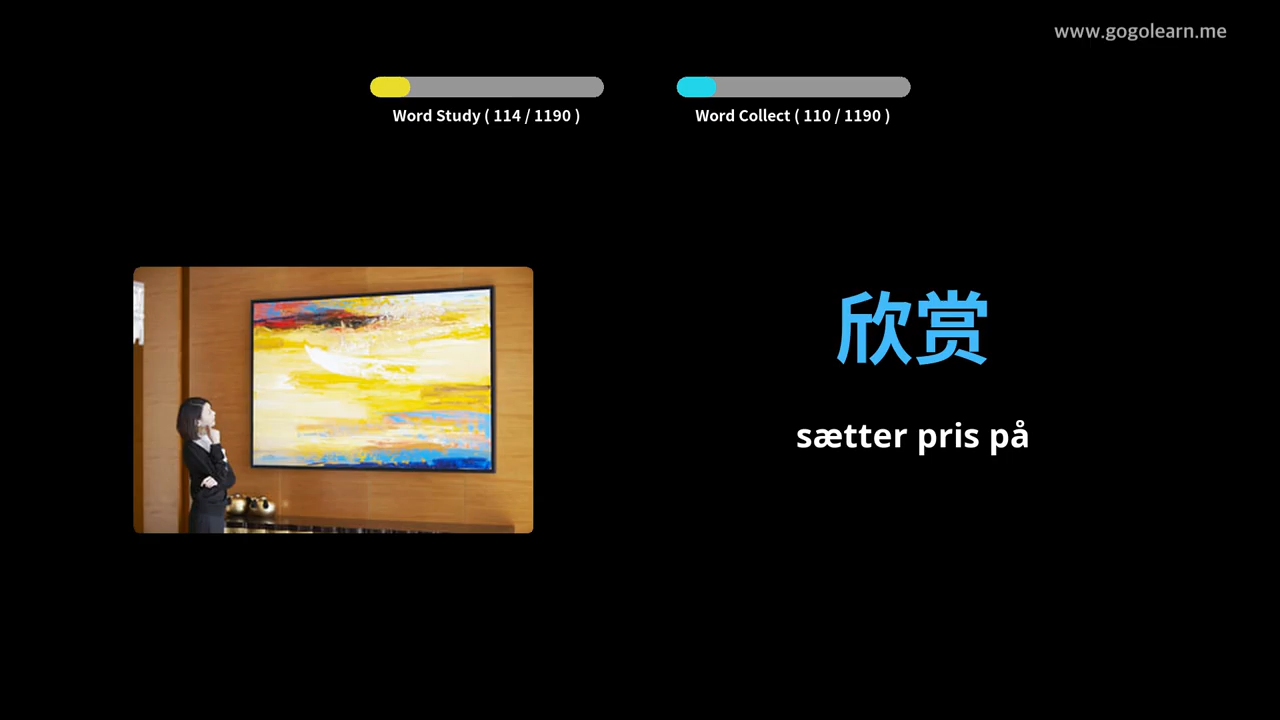 www.gogolearn.me
Word Study ( 114 / 1190 )
Word Collect ( 110 / 1190 )
欣赏
sætter pris på